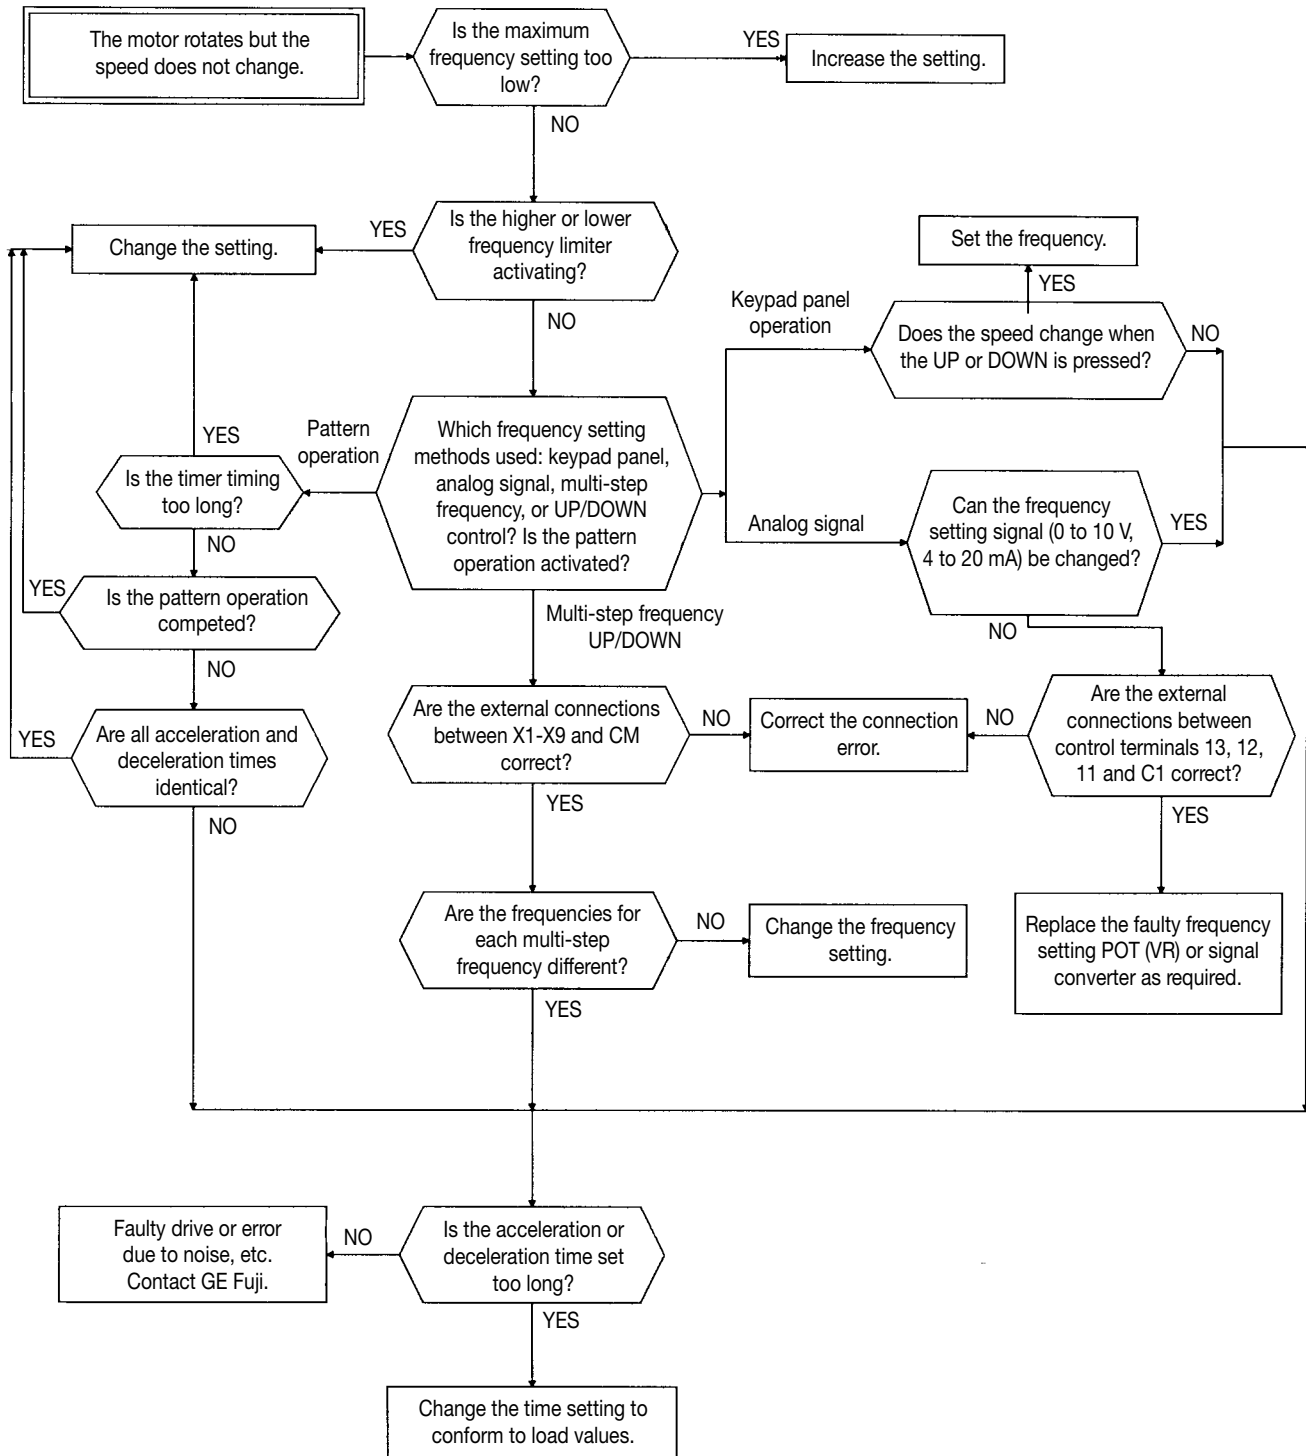 The motor rotates but the
speed does not change.
Is the maximum
frequency setting too
low?
YES
Increase the setting.
NO
Change the setting.
YES
Is the higher or lower
frequency limiter
activating?
NO
Set the frequency.
YES
Keypad panel
operation
Does the speed change when
the UP or DOWN is pressed?
NO
YES
Pattern
operation
Which frequency setting
methods used: keypad panel,
analog signal, multi-step
frequency, or UP/DOWN
control? Is the pattern
operation activated?
Is the timer timing
too long?
NO
Analog signal
Can the frequency
setting signal (0 to 10 V,
4 to 20 mA) be changed?
YES
NO
YES
Is the pattern operation
competed?
NO
Multi-step frequency
UP/DOWN
YES
Are all acceleration and
deceleration times
identical?
NO
Are the external connections
between X1-X9 and CM
correct?
NO
Correct the connection
error.
NO
Are the external
connections between
control terminals 13, 12,
11 and C1 correct?
YES
YES
Are the frequencies for
each multi-step
frequency different?
NO
Change the frequency
setting.
Replace the faulty frequency
setting POT (VR) or signal
converter as required.
YES
Faulty drive or error
due to noise, etc.
Contact GE Fuji.
NO
Is the acceleration or
deceleration time set
too long?
YES
Change the time setting to
conform to load values.